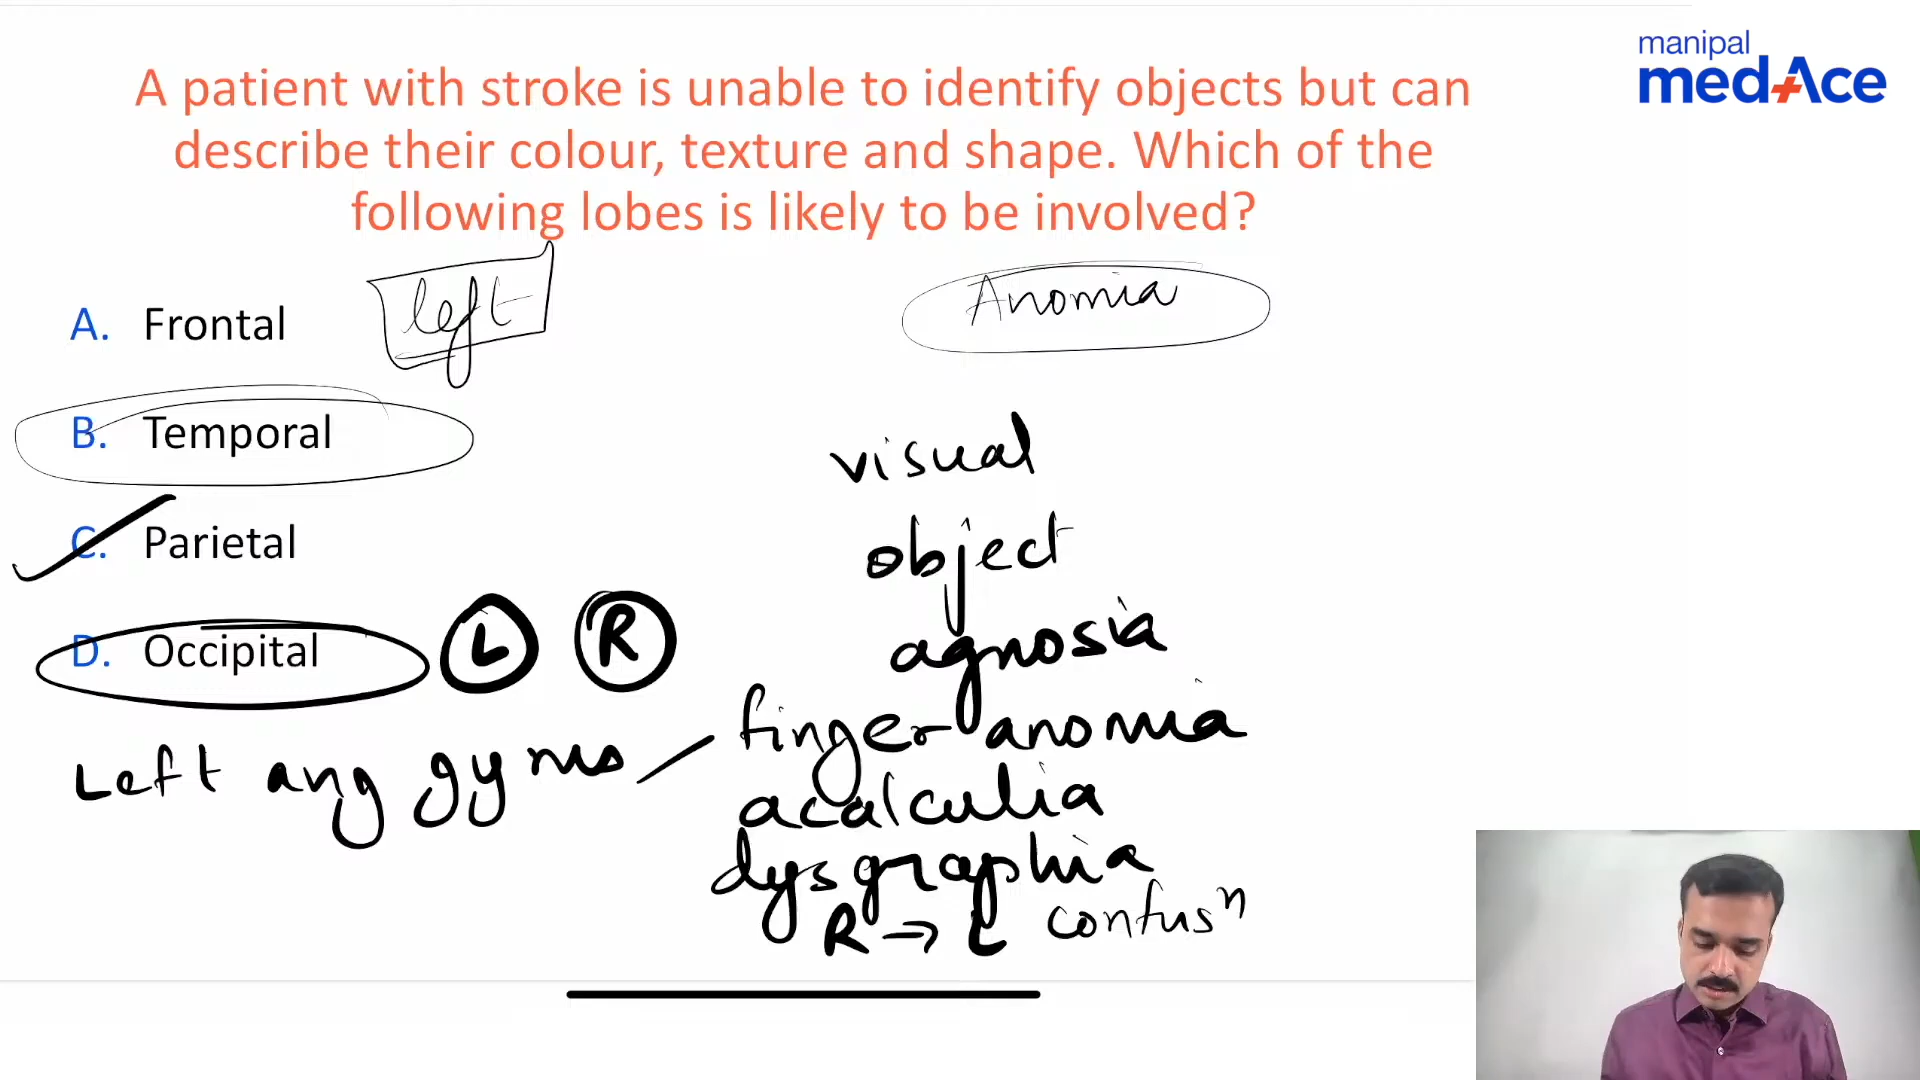 manipal
medAce
A patient with stroke is unable to identify objects but can
describe their colour, texture and shape. Which of the
following lobes is likely to be involved?
left
Anomia
A. Frontal
B. Temporal
visual
C. Parietal
object
D. Occipital
L R
agnosia
Left ang gyrus
finger anomia
acalculia
dysgraphia
R → L confusn